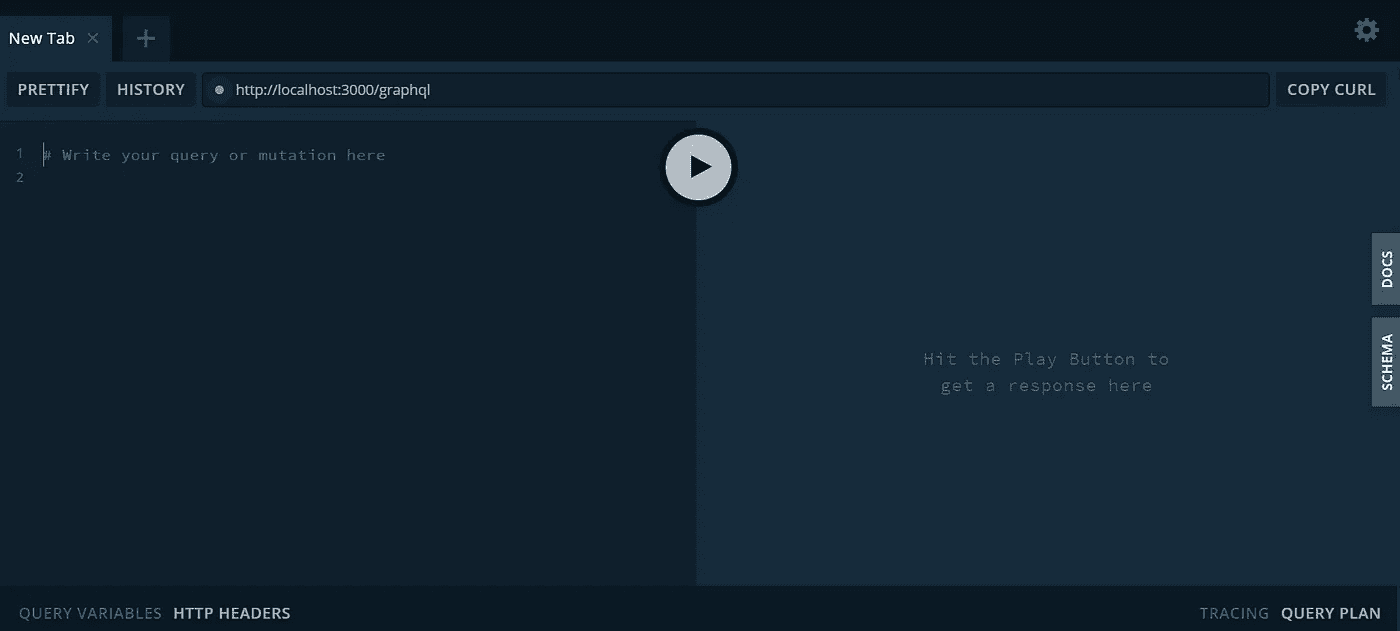 New Tab
PRETTIFY HISTORY http://localhost:3000/graphql COPY CURL
1 # Write your query or mutation here
2
DOCS
Hit the Play Button to
get a response here
SCHEMA
QUERY VARIABLES HTTP HEADERS TRACING QUERY PLAN